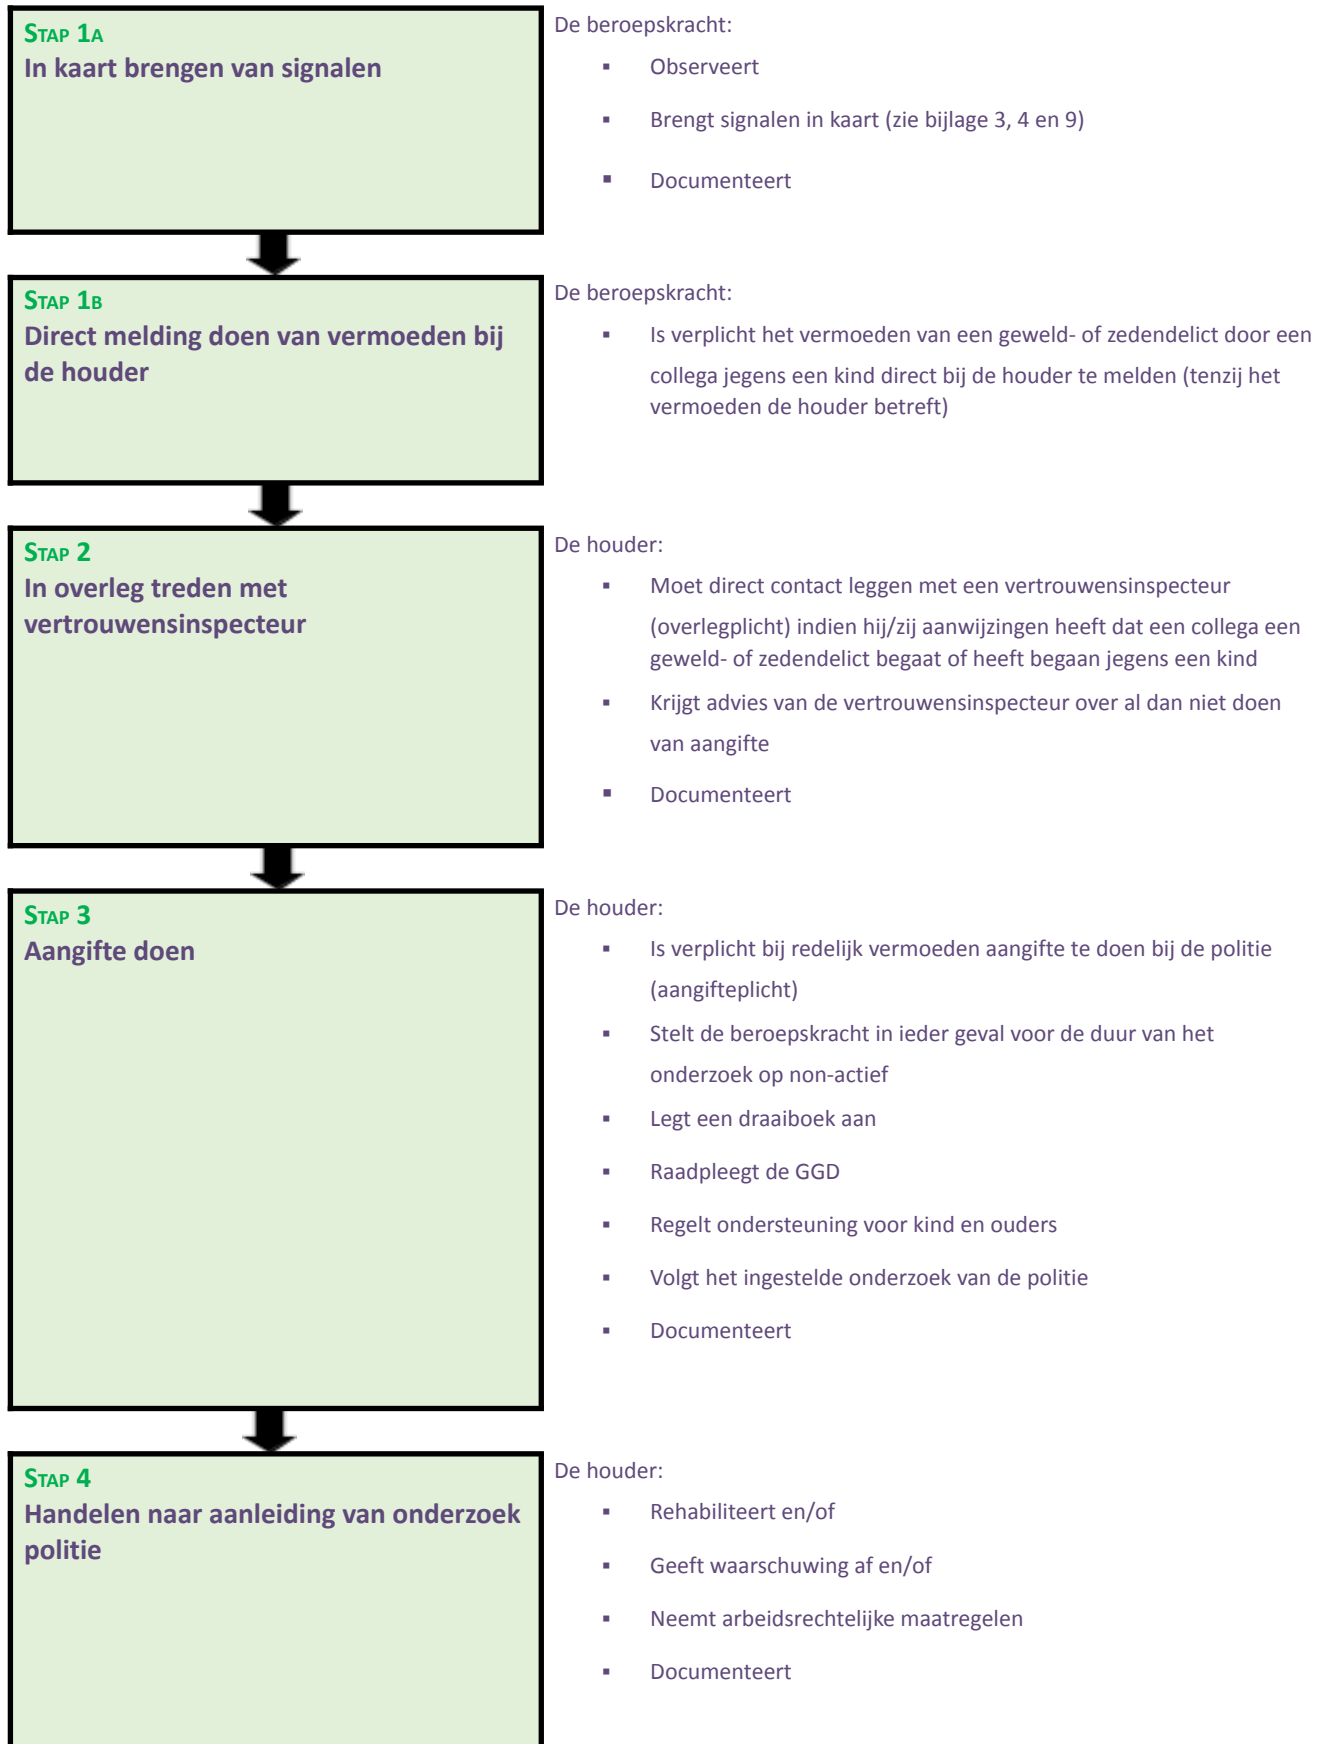 STAP 1A
In kaart brengen van signalen
De beroepskracht:
▪ Observeert
▪ Brengt signalen in kaart (zie bijlage 3, 4 en 9)
▪ Documenteert
STAP 1B
Direct melding doen van vermoeden bij
de houder
De beroepskracht:
▪ Is verplicht het vermoeden van een geweld- of zedendelict door een
collega jegens een kind direct bij de houder te melden (tenzij het
vermoeden de houder betreft)
STAP 2
In overleg treden met
vertrouwensinspecteur
De houder:
▪ Moet direct contact leggen met een vertrouwensinspecteur
(overlegplicht) indien hij/zij aanwijzingen heeft dat een collega een
geweld- of zedendelict begaat of heeft begaan jegens een kind
▪ Krijgt advies van de vertrouwensinspecteur over al dan niet doen
van aangifte
▪ Documenteert
STAP 3
Aangifte doen
De houder:
▪ Is verplicht bij redelijk vermoeden aangifte te doen bij de politie
(aangifteplicht)
▪ Stelt de beroepskracht in ieder geval voor de duur van het
onderzoek op non-actief
▪ Legt een draaiboek aan
▪ Raadpleegt de GGD
▪ Regelt ondersteuning voor kind en ouders
▪ Volgt het ingestelde onderzoek van de politie
▪ Documenteert
STAP 4
Handelen naar aanleiding van onderzoek
politie
De houder:
▪ Rehabiliteert en/of
▪ Geeft waarschuwing af en/of
▪ Neemt arbeidsrechtelijke maatregelen
▪ Documenteert